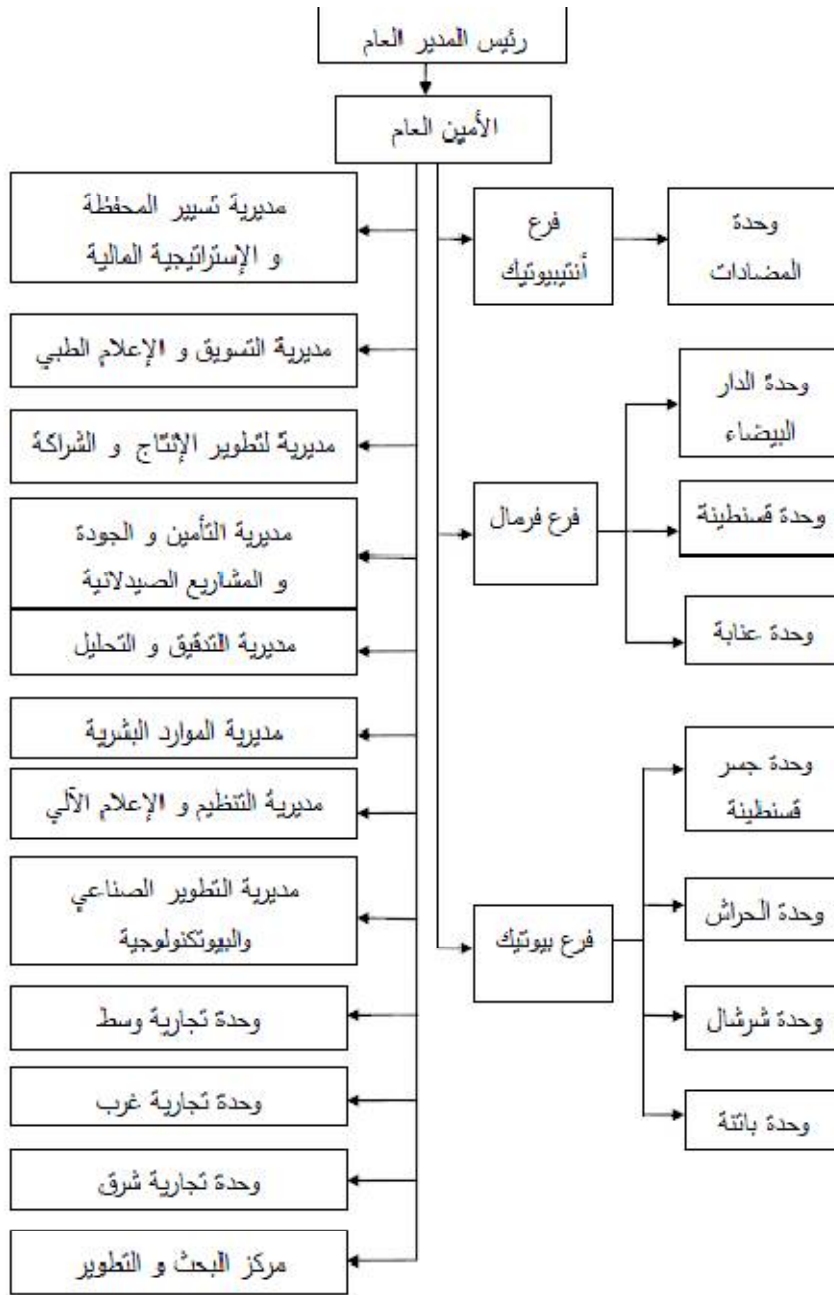 رئيس المدير العام
الأمين العام
فرع
أنتيبيوتيك
وحدة
المضادات
فرع فرمال
وحدة الدار
البيضاء
وحدة قسنطينة
وحدة عنابة
فرع بيوتيك
وحدة جسر
قسنطينة
وحدة الحراش
وحدة شرشال
وحدة باتنة
مديرية تسيير المحفظة
و الإستراتيجية المالية
مديرية التسويق و الإعلام الطبي
مديرية لتطوير الإنتاج و الشراكة
مديرية التأمين و الجودة
و المشاريع الصيدلانية
مديرية التدقيق و التحليل
مديرية الموارد البشرية
مديرية التنظيم و الإعلام الآلي
مديرية التطوير الصناعي
والبيوتكنولوجية
وحدة تجارية وسط
وحدة تجارية غرب
وحدة تجارية شرق
مركز البحث و التطوير